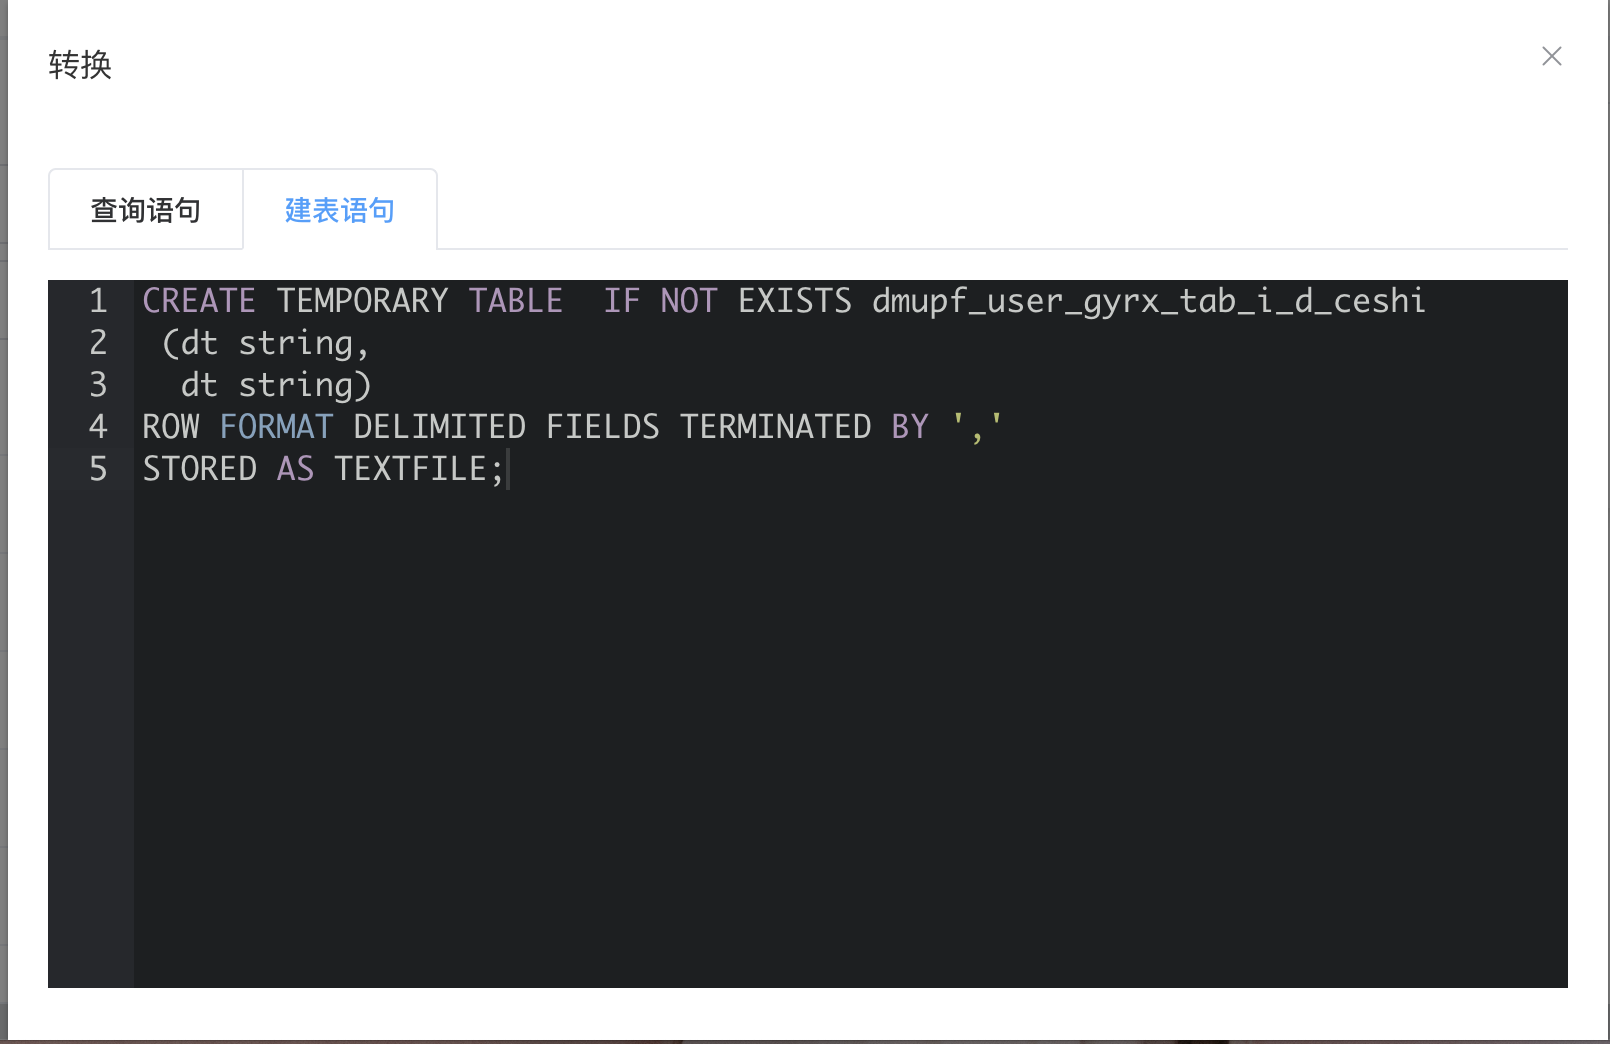 转换
查询语句 建表语句
1 CREATE TEMPORARY TABLE  IF NOT EXISTS dmupf_user_gyrx_tab_i_d_ceshi
2  (dt string,
3   dt string)
4 ROW FORMAT DELIMITED FIELDS TERMINATED BY ','
5 STORED AS TEXTFILE;